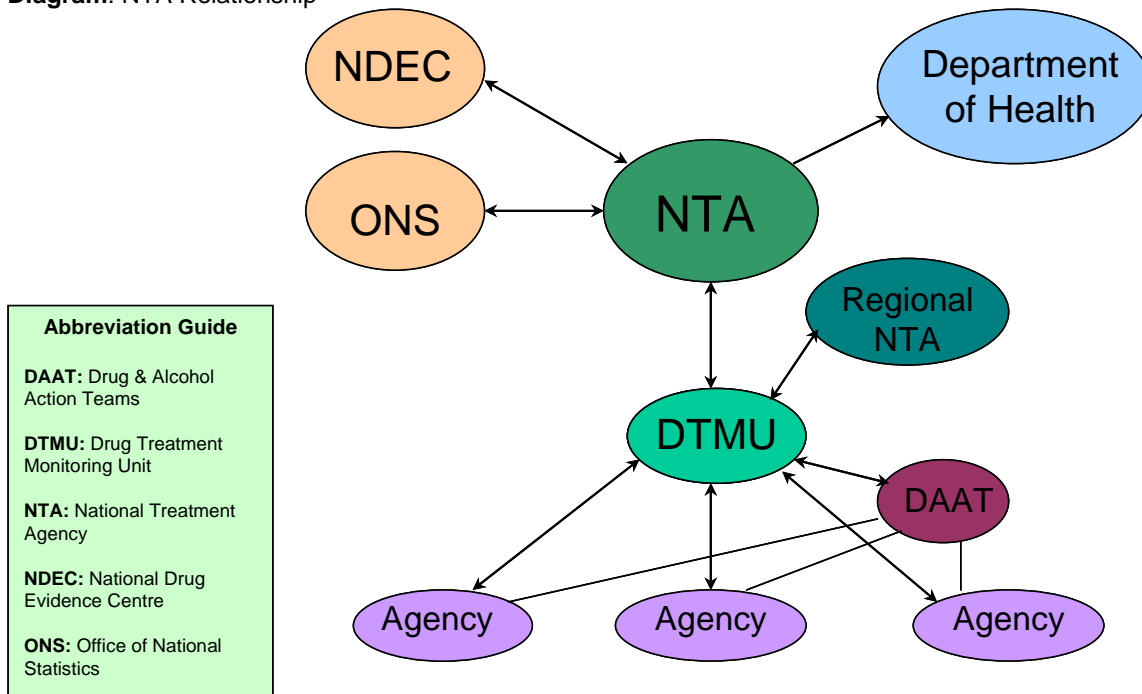 Diagram: NTA Relationship
NDEC
Department
of Health
ONS
NTA
Regional
NTA
DTMU
DAAT
Agency
Agency
Agency
Abbreviation Guide
DAAT: Drug & Alcohol
Action Teams
DTMU: Drug Treatment
Monitoring Unit
NTA: National Treatment
Agency
NDEC: National Drug
Evidence Centre
ONS: Office of National
Statistics